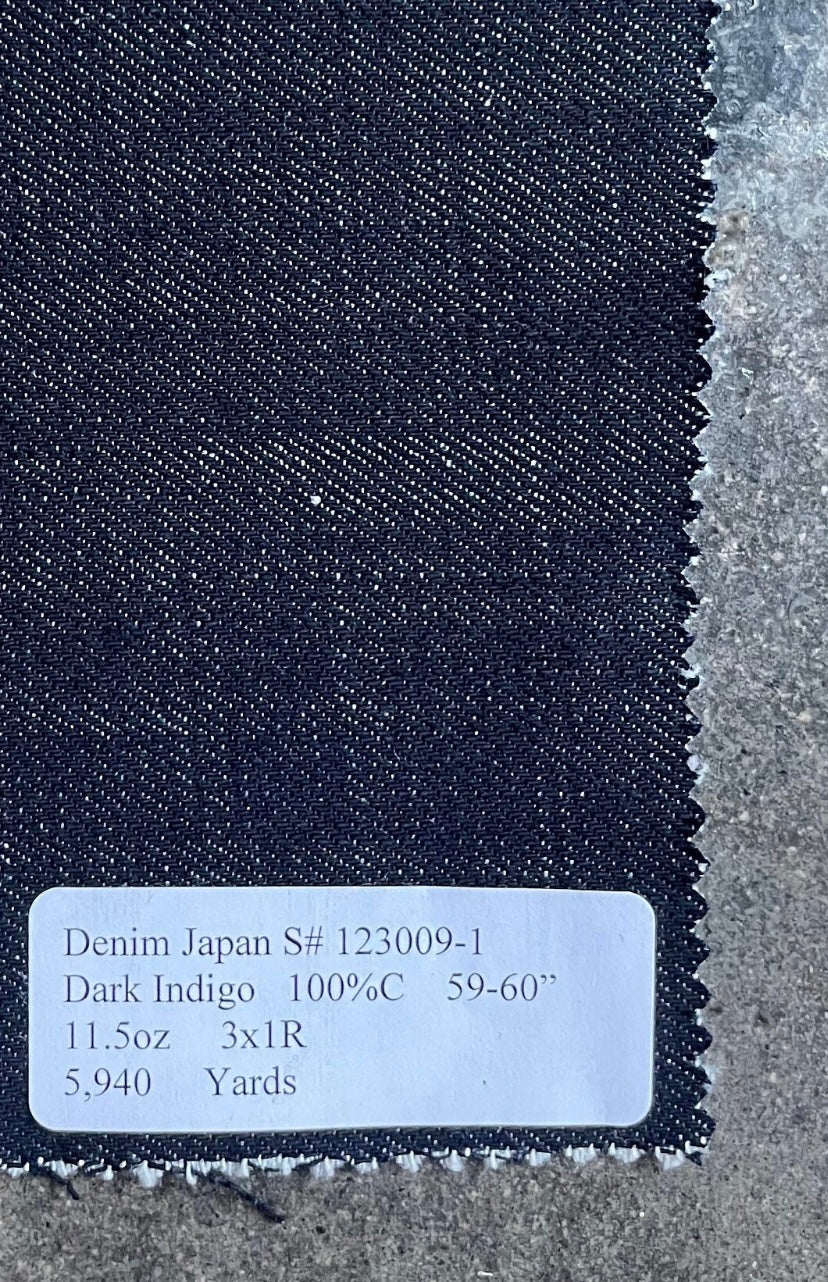 Denim Japan S# 123009-1
Dark Indigo 100%C 59-60”
11.5oz 3x1R
5,940 Yards